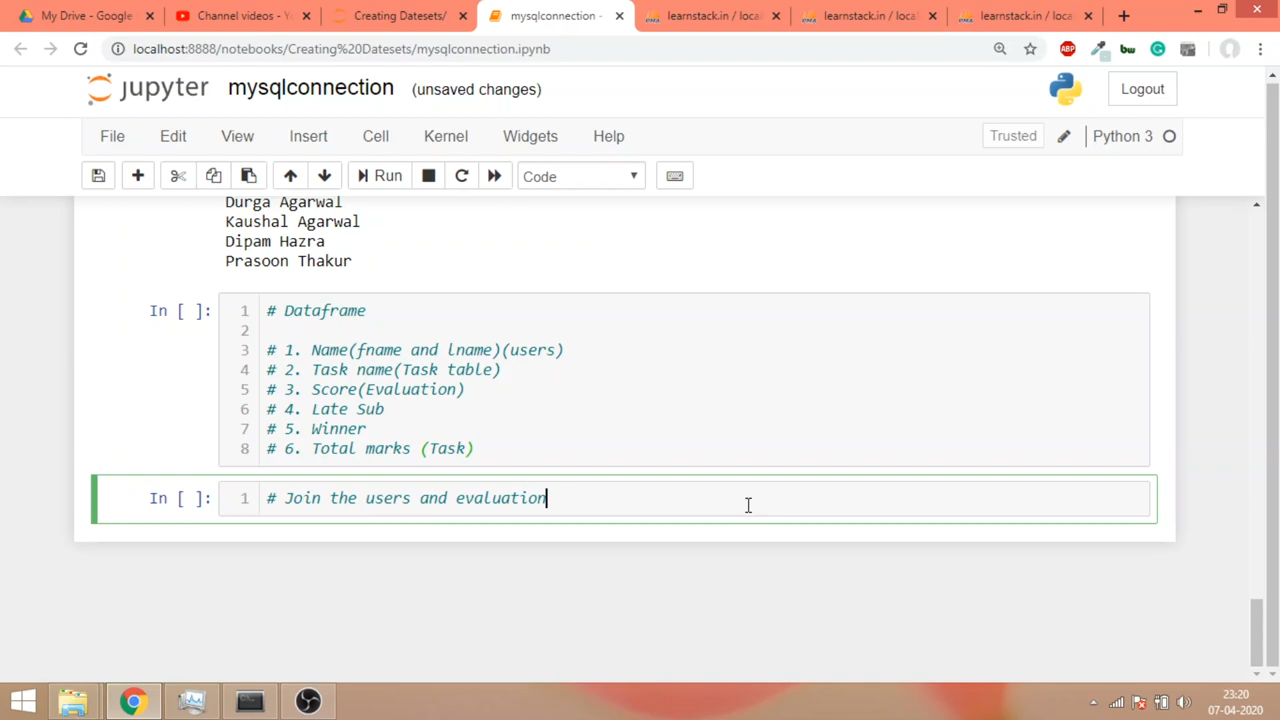 My Drive - Google
Channel videos - Y
Creating Datesets/
mysqlconnection -
learnstack.in / local
learnstack.in / loca
learnstack.in / loca
localhost:8888/notebooks/Creating%20Datesets/mysqlconnection.ipynb
ABP
bw
G
jupyter mysqlconnection (unsaved changes)
Logout
File Edit View Insert Cell Kernel Widgets Help
Trusted
Python 3
Run
Code
Durga Agarwal
Kaushal Agarwal
Dipam Hazra
Prasoon Thakur
In [ ]: 1 # Dataframe
2
3 # 1. Name(fname and lname)(users)
4 # 2. Task name(Task table)
5 # 3. Score(Evaluation)
6 # 4. Late Sub
7 # 5. Winner
8 # 6. Total marks (Task)
In [ ]: 1 # Join the users and evaluation
23:20
07-04-2020